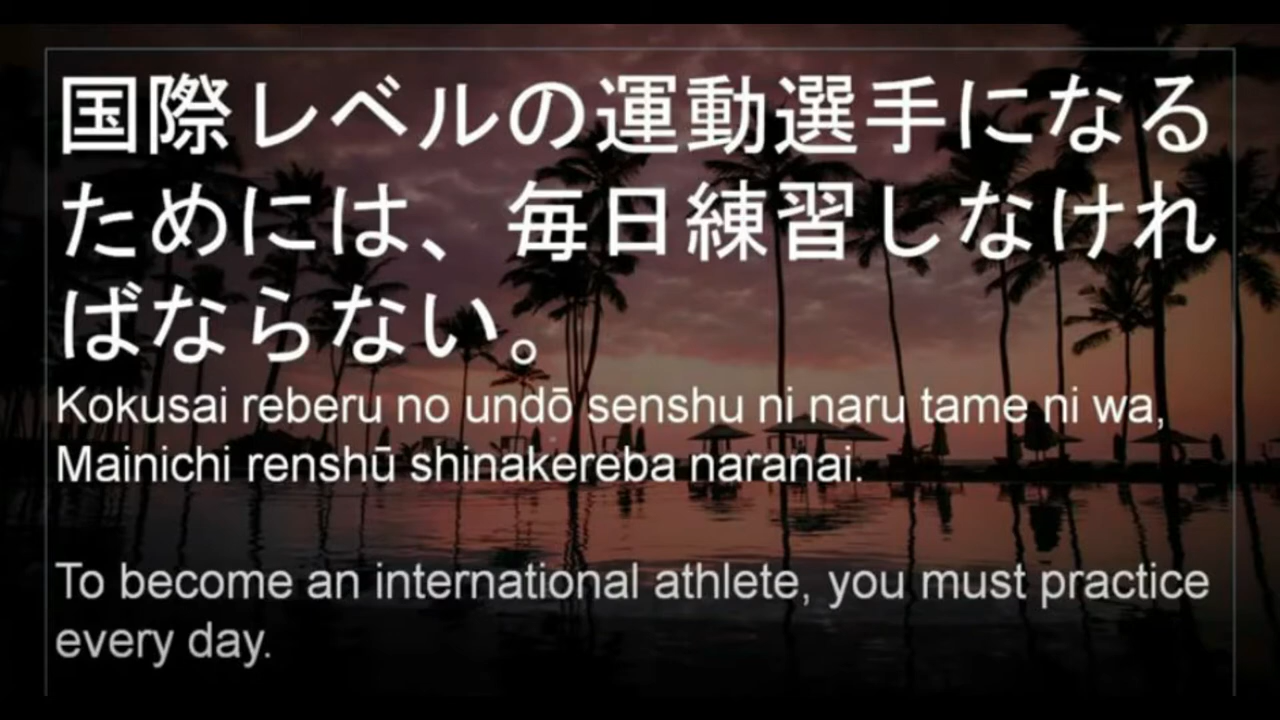 国際レベルの運動選手になる
ためには、毎日練習しなけれ
ばならない。
Kokusai reberu no undō senshu ni naru tame ni wa,
Mainichi renshū shinakereba naranai.
To become an international athlete, you must practice
every day.